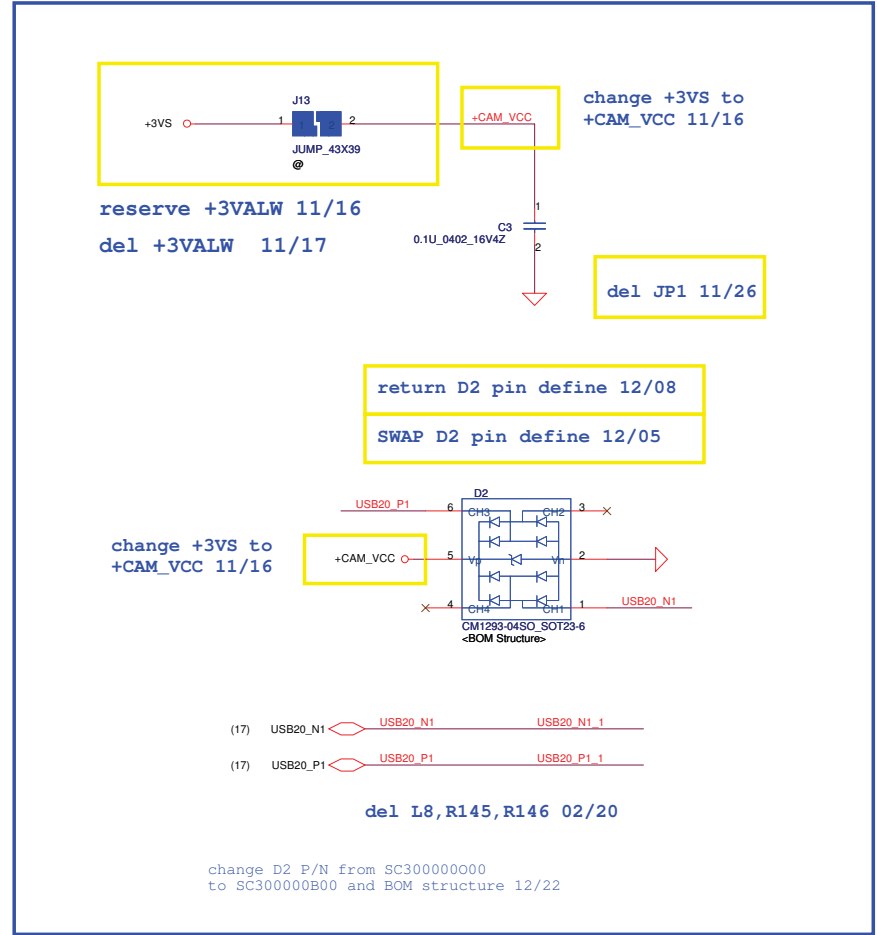 J13
+3VS
1
1
2
2
+CAM_VCC
JUMP_43X39
@
change +3VS to
+CAM_VCC 11/16
reserve +3VALW 11/16
del +3VALW 11/17
1
C3
0.1U_0402_16V4Z
2
del JP1 11/26
return D2 pin define 12/08
SWAP D2 pin define 12/05
D2
USB20_P1
6
CH3
CH2
3
change +3VS to
+CAM_VCC 11/16
+CAM_VCC
5
Vp
Vn
2
4
CH4
CH1
1
USB20_N1
CM1293-04SO_SOT23-6
<BOM Structure>
(17) USB20_N1 USB20_N1 USB20_N1_1
(17) USB20_P1 USB20_P1 USB20_P1_1
del L8,R145,R146 02/20
change D2 P/N from SC300000O00
to SC300000B00 and BOM structure 12/22